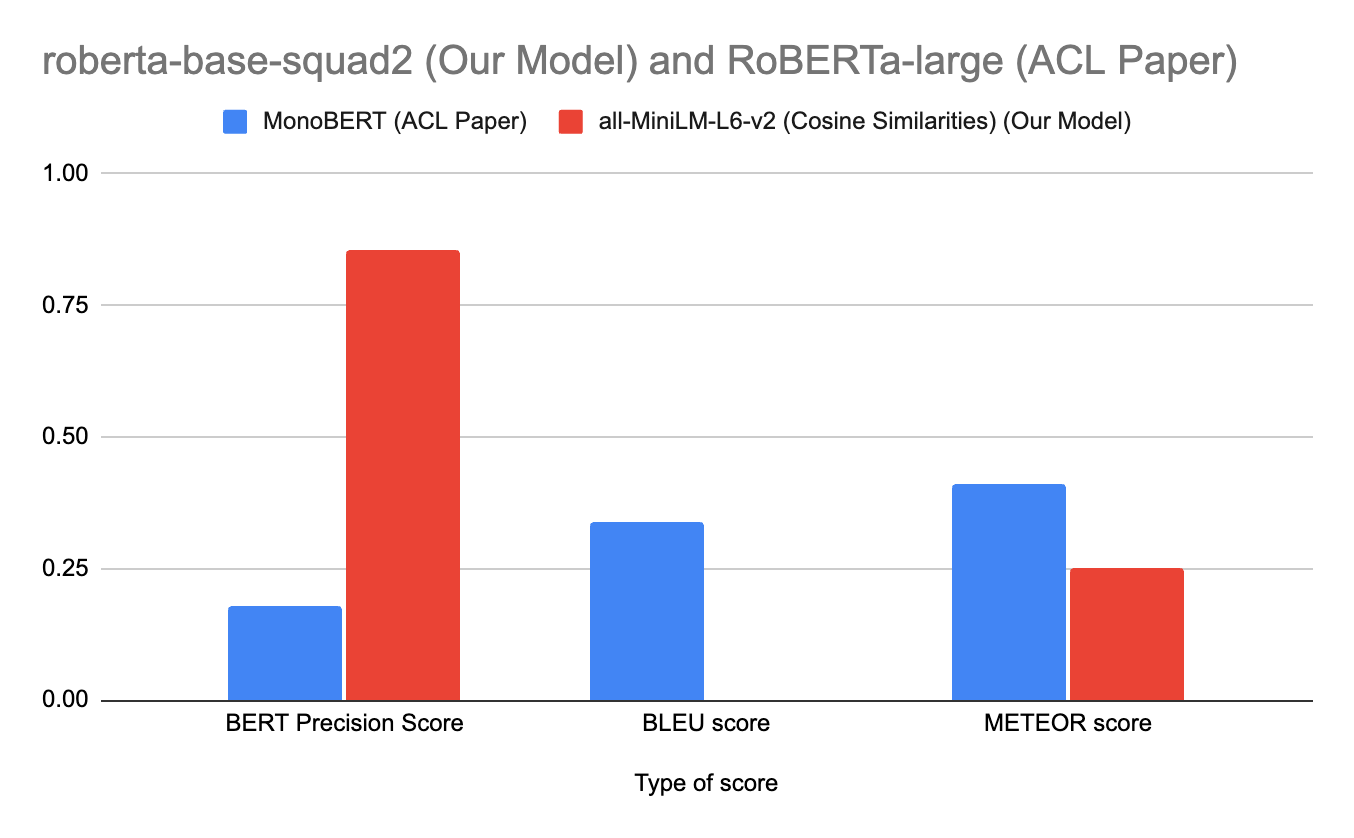 roberta-base-squad2 (Our Model) and RoBERTa-large (ACL Paper)
MonoBERT (ACL Paper) all-MiniLM-L6-v2 (Cosine Similarities) (Our Model)
1.00
0.75
0.50
0.25
0.00
BERT Precision Score BLEU score METEOR score
Type of score